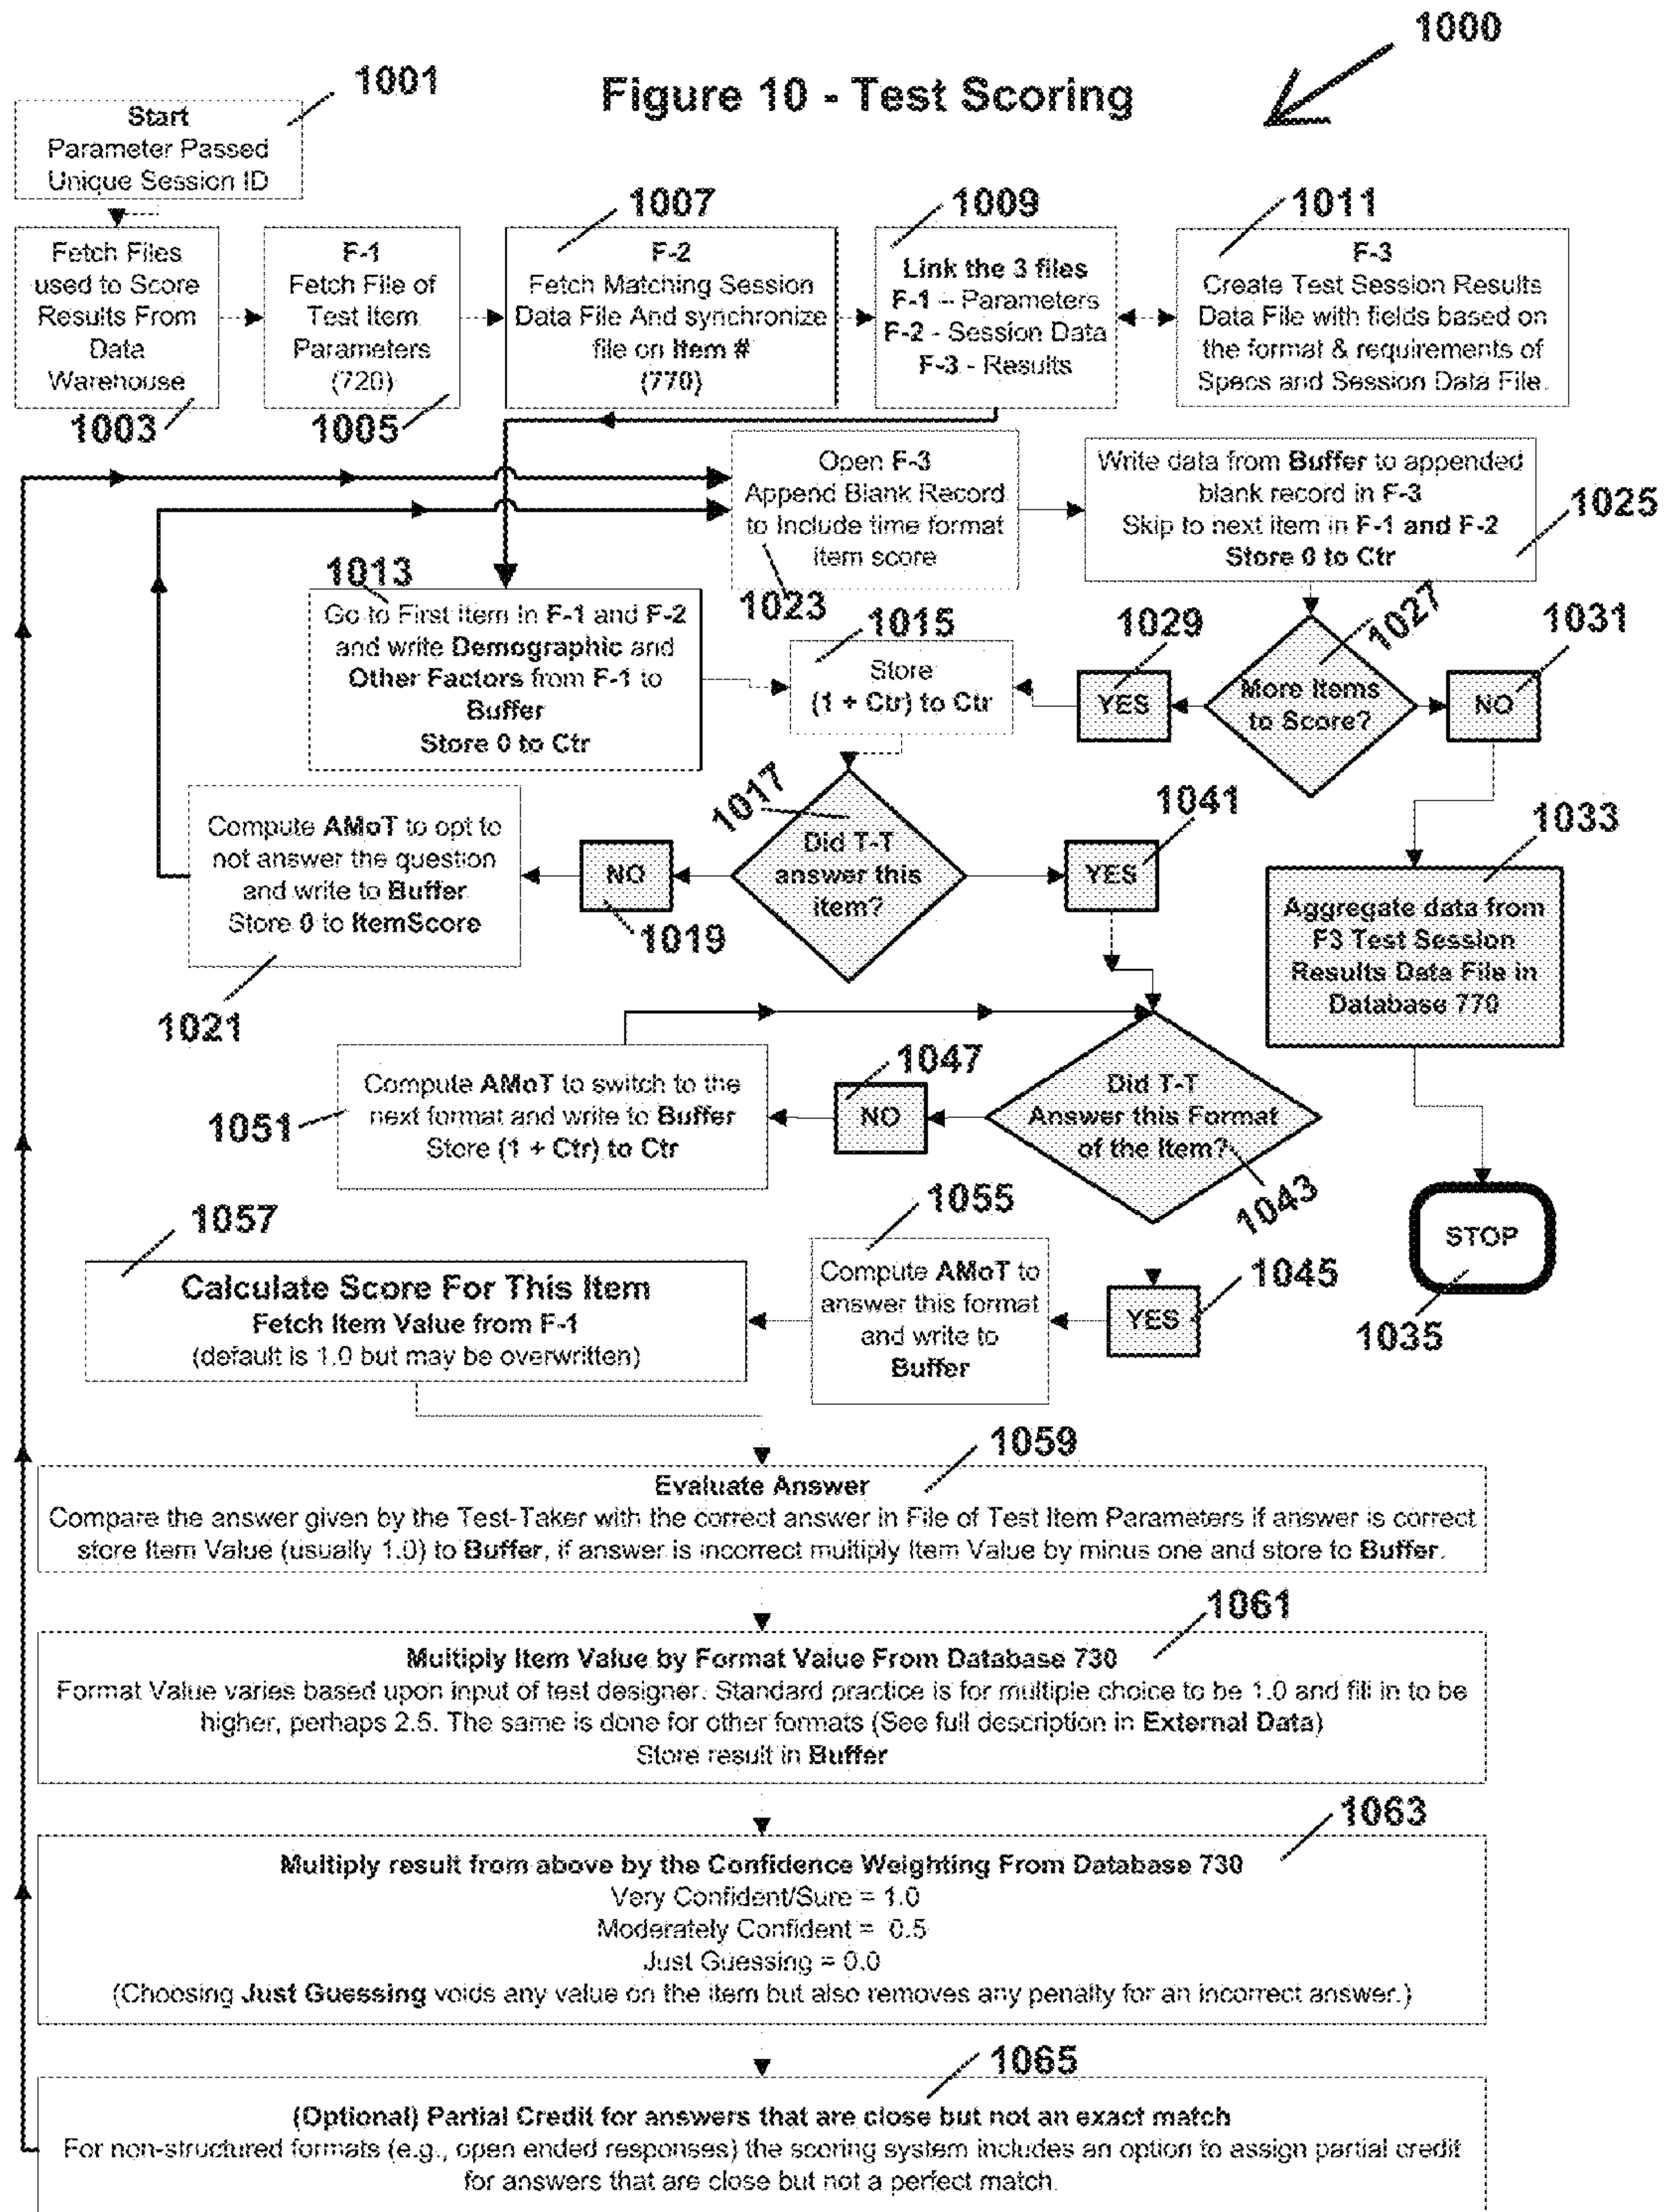 1000
Figure 10 - Test Scoring
1001
Start
Parameter Passed
Unique Session ID
1003
Fetch Files
used to Score
Results From
Data
Warehouse
1005
F-1
Fetch File of
Test Item
Parameters
(720)
1007
F-2
Fetch Matching Session
Data File And synchronize
file on Item #
(770)
1009
Link the 3 files
F-1 – Parameters
F-2 - Session Data
F-3 - Results
1011
F-3
Create Test Session Results
Data File with fields based on
the format & requirements of
Specs and Session Data File.
Open F-3
Append Blank Record
to Include time format
item score
1023
Write data from Buffer to appended
blank record in F-3
Skip to next item in F-1 and F-2
Store 0 to Ctr
1025
1013
Go to First item in F-1 and F-2
and write Demographic and
Other Factors from F-1 to
Buffer
Store 0 to Ctr
1015
Store
(1 + Ctr) to Ctr
1029
YES
1027
More Items
to Score?
1031
NO
Compute AMoT to opt to
not answer the question
and write to Buffer
Store 0 to ItemScore
1021
NO
1019
1017
Did T-T
answer this
item?
1041
YES
1033
Aggregate data from
F3 Test Session
Results Data File in
Database 770
1051
Compute AMoT to switch to the
next format and write to Buffer
Store (1 + Ctr) to Ctr
1047
NO
Did T-T
Answer this Format
of the Item?
1043
STOP
1035
1057
Calculate Score For This Item
Fetch Item Value from F-1
(default is 1.0 but may be overwritten)
1055
Compute AMoT to
answer this format
and write to
Buffer
YES
1045
1059
Evaluate Answer
Compare the answer given by the Test-Taker with the correct answer in File of Test Item Parameters if answer is correct
store Item Value (usually 1.0) to Buffer, if answer is incorrect multiply Item Value by minus one and store to Buffer.
1061
Multiply Item Value by Format Value From Database 730
Format Value varies based upon input of test designer. Standard practice is for multiple choice to be 1.0 and fill in to be
higher, perhaps 2.5. The same is done for other formats (See full description in External Data)
Store result in Buffer
1063
Multiply result from above by the Confidence Weighting From Database 730
Very Confident/Sure = 1.0
Moderately Confident = 0.5
Just Guessing = 0.0
(Choosing Just Guessing voids any value on the item but also removes any penalty for an incorrect answer.)
1065
(Optional) Partial Credit for answers that are close but not an exact match
For non-structured formats (e.g., open ended responses) the scoring system includes an option to assign partial credit
for answers that are close but not a perfect match.